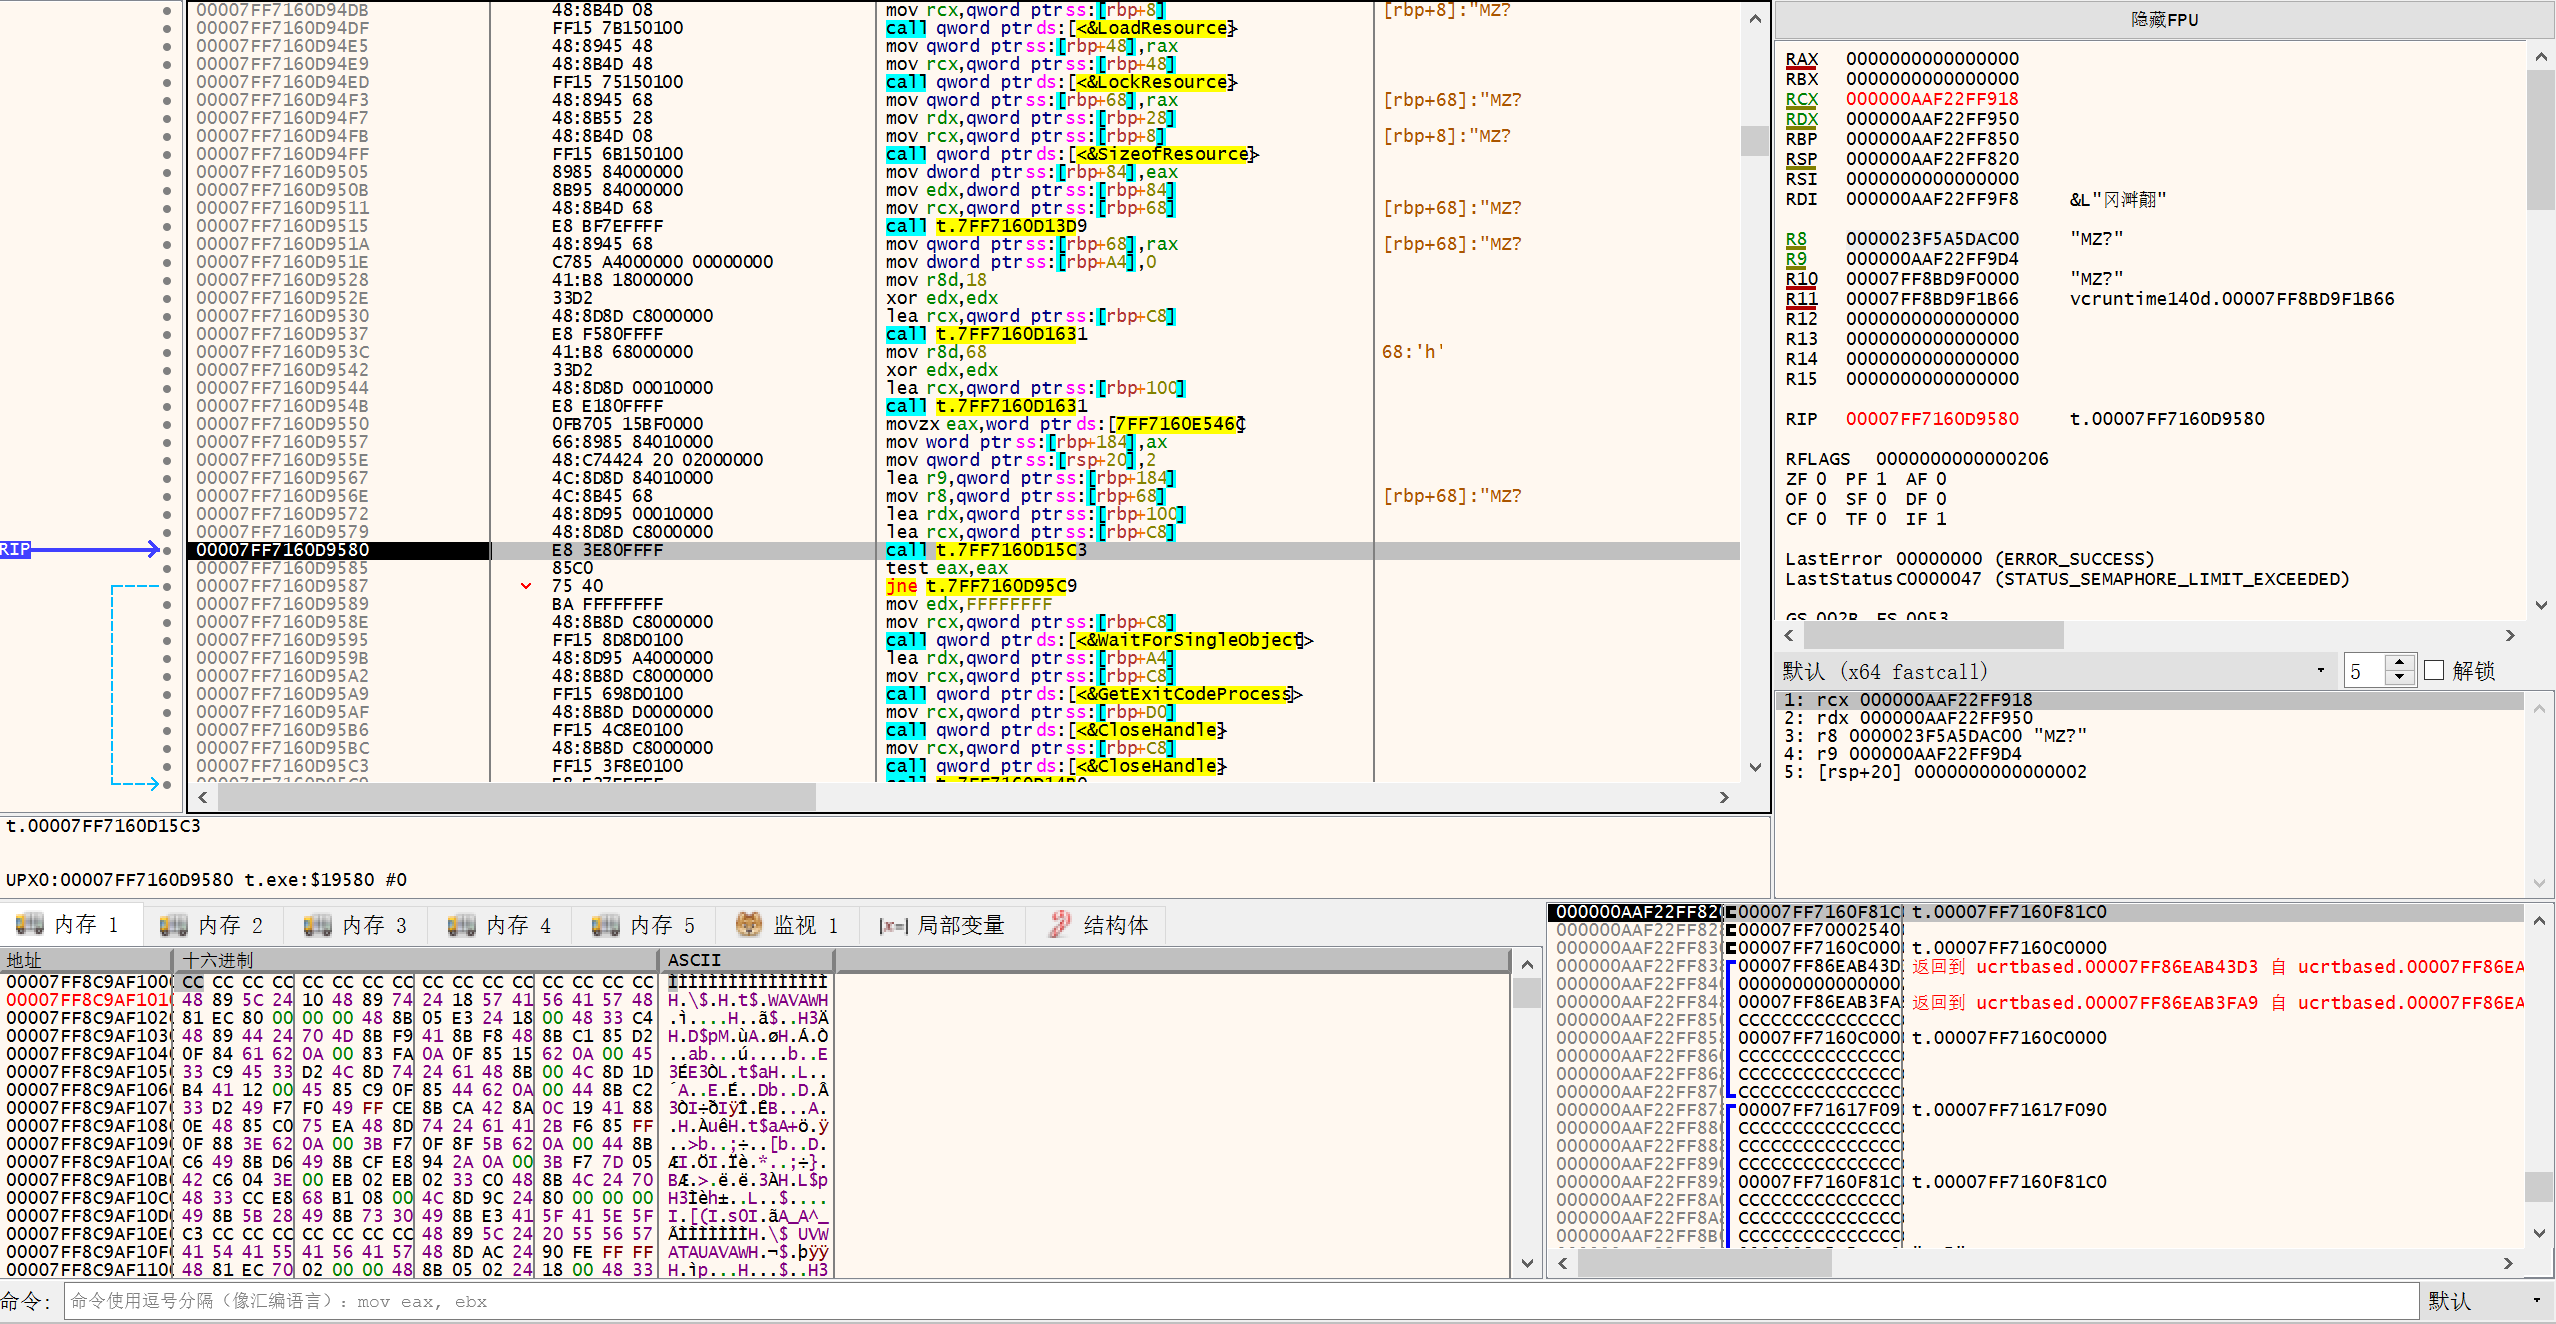 00007FF7160D94DB 48:8B4D 08 mov rcx,qword ptr ss:[rbp+8] [rbp+8]:"MZ?
00007FF7160D94DF FF15 7B150100 call qword ptr ds:[<&LoadResource>]
00007FF7160D94E5 48:8945 48 mov qword ptr ss:[rbp+48],rax
00007FF7160D94E9 48:8B4D 48 mov rcx,qword ptr ss:[rbp+48]
00007FF7160D94ED FF15 75150100 call qword ptr ds:[<&LockResource>]
00007FF7160D94F3 48:8945 68 mov qword ptr ss:[rbp+68],rax [rbp+68]:"MZ?
00007FF7160D94F7 48:8B55 28 mov rdx,qword ptr ss:[rbp+28]
00007FF7160D94FB 48:8B4D 08 mov rcx,qword ptr ss:[rbp+8] [rbp+8]:"MZ?
00007FF7160D94FF FF15 6B150100 call qword ptr ds:[<&SizeofResource>]
00007FF7160D9505 8985 84000000 mov dword ptr ss:[rbp+84],eax
00007FF7160D950B 8B95 84000000 mov edx,dword ptr ss:[rbp+84]
00007FF7160D9511 48:8B4D 68 mov rcx,qword ptr ss:[rbp+68] [rbp+68]:"MZ?
00007FF7160D9515 E8 BF7EFFFF call t.7FF7160D13D9
00007FF7160D951A 48:8945 68 mov qword ptr ss:[rbp+68],rax [rbp+68]:"MZ?
00007FF7160D951E C785 A4000000 00000000 mov dword ptr ss:[rbp+A4],0
00007FF7160D9528 41:B8 18000000 mov r8d,18
00007FF7160D952E 33D2 xor edx,edx
00007FF7160D9530 48:8D8D C8000000 lea rcx,qword ptr ss:[rbp+C8]
00007FF7160D9537 E8 F580FFFF call t.7FF7160D1631
00007FF7160D953C 41:B8 68000000 mov r8d,68 68:'h'
00007FF7160D9542 33D2 xor edx,edx
00007FF7160D9544 48:8D8D 00010000 lea rcx,qword ptr ss:[rbp+100]
00007FF7160D954B E8 E180FFFF call t.7FF7160D1631
00007FF7160D9550 0FB705 15BF0000 movzx eax,word ptr ds:[7FF7160E546C]
00007FF7160D9557 66:8985 84010000 mov word ptr ss:[rbp+184],ax
00007FF7160D955E 48:C74424 20 02000000 mov qword ptr ss:[rsp+20],2
00007FF7160D9567 4C:8D8D 84010000 lea r9,qword ptr ss:[rbp+184]
00007FF7160D956E 4C:8B45 68 mov r8,qword ptr ss:[rbp+68] [rbp+68]:"MZ?
00007FF7160D9572 48:8D95 00010000 lea rdx,qword ptr ss:[rbp+100]
00007FF7160D9579 48:8D8D C8000000 lea rcx,qword ptr ss:[rbp+C8]
RIP 00007FF7160D9580 E8 3E80FFFF call t.7FF7160D15C3
00007FF7160D9585 85C0 test eax,eax
00007FF7160D9587 75 40 jne t.7FF7160D95C9
00007FF7160D9589 BA FFFFFFFF mov edx,FFFFFFFF
00007FF7160D958E 48:8B8D C8000000 mov rcx,qword ptr ss:[rbp+C8]
00007FF7160D9595 FF15 8D8D0100 call qword ptr ds:[<&WaitForSingleObject>]
00007FF7160D959B 48:8D95 A4000000 lea rdx,qword ptr ss:[rbp+A4]
00007FF7160D95A2 48:8B8D C8000000 mov rcx,qword ptr ss:[rbp+C8]
00007FF7160D95A9 FF15 698D0100 call qword ptr ds:[<&GetExitCodeProcess>]
00007FF7160D95AF 48:8B8D D0000000 mov rcx,qword ptr ss:[rbp+D0]
00007FF7160D95B6 FF15 4C8E0100 call qword ptr ds:[<&CloseHandle>]
00007FF7160D95BC 48:8B8D C8000000 mov rcx,qword ptr ss:[rbp+C8]
00007FF7160D95C3 FF15 3F8E0100 call qword ptr ds:[<&CloseHandle>]
隐藏FPU
RAX 0000000000000000
RBX 0000000000000000
RCX 000000AAF22FF918
RDX 000000AAF22FF950
RBP 000000AAF22FF850
RSP 000000AAF22FF820
RSI 0000000000000000
RDI 000000AAF22FF9F8
R8 0000023F5A5DAC00 "MZ?"
R9 000000AAF22FF9D4
R10 00007FF8BD9F0000 "MZ?"
R11 00007FF8BD9F1B66 vcruntime140d.00007FF8BD9F1B66
R12 0000000000000000
R13 0000000000000000
R14 0000000000000000
R15 0000000000000000
RIP 00007FF7160D9580 t.00007FF7160D9580
RFLAGS 0000000000000206
ZF 0 PF 1 AF 0
OF 0 SF 0 DF 0
CF 0 TF 0 IF 1
LastError 00000000 (ERROR_SUCCESS)
LastStatus C0000047 (STATUS_SEMAPHORE_LIMIT_EXCEEDED)
GS 002B FS 0053
默认 (x64 fastcall) 5 解锁
1: rcx 000000AAF22FF918
2: rdx 000000AAF22FF950
3: r8 0000023F5A5DAC00 "MZ?"
4: r9 000000AAF22FF9D4
5: [rsp+20] 0000000000000002
t.00007FF7160D15C3
UPX0:00007FF7160D9580 t.exe:$19580 #0
内存 1 内存 2 内存 3 内存 4 内存 5 监视 1 [x=] 局部变量 结构体
地址 十六进制 ASCII
00007FF8C9AF100 CC CC CC CC CC CC CC CC CC CC CC CC CC CC CC CC ÌÌÌÌÌÌÌÌÌÌÌÌÌÌÌÌ
00007FF8C9AF101 48 89 5C 24 10 48 89 74 24 18 57 41 56 41 57 48 H.\$.H.t$.WAVAWH
00007FF8C9AF102 81 EC 80 00 00 00 48 8B 05 E3 24 18 00 48 33 C4 .ì....H..ã$..H3Ä
00007FF8C9AF103 48 89 44 24 70 4D 8B F9 41 8B F8 48 8B C1 85 D2 H.D$pM.ùA.øH.Á.Ò
00007FF8C9AF104 0F 84 61 62 0A 00 83 FA 0A 0F 85 15 62 0A 00 45 ..ab...ú....b..E
00007FF8C9AF105 33 C9 45 33 D2 4C 8D 74 24 61 48 8B 00 4C 8D 1D 3ÉE3ÒL.t$aH..L..
00007FF8C9AF106 B4 41 12 00 45 85 C9 0F 85 44 62 0A 00 44 8B C2 ´A..E.É..Db..D.Â
00007FF8C9AF107 33 D2 49 F7 F0 49 FF CE 8B CA 42 8A 0C 19 41 88 3ÒI÷ðIÿÎ.ÊB...A.
00007FF8C9AF108 0E 48 85 C0 75 EA 48 8D 74 24 61 41 2B F6 85 FF .H.ÀuêH.t$aA+ö.ÿ
00007FF8C9AF109 0F 88 3E 62 0A 00 3B F7 0F 8F 5B 62 0A 00 44 8B ..>b..;÷..[b..D.
00007FF8C9AF10A C6 49 8B D6 49 8B CF E8 94 2A 0A 00 3B F7 7D 05 ÆI.ÖI.Ïè.*..;÷}.
00007FF8C9AF10B 42 C6 04 3E 00 EB 02 EB 02 33 C0 48 8B 4C 24 70 BÆ.>.ë.ë.3ÀH.L$p
00007FF8C9AF10C 48 33 CC E8 68 B1 08 00 4C 8D 9C 24 80 00 00 00 H3Ìèh±..L..$....
00007FF8C9AF10D 49 8B 5B 28 49 8B 73 30 49 8B E3 41 5F 41 5E 5F I.[(I.s0I.ãA_A^_
00007FF8C9AF10E C3 CC CC CC CC CC CC CC 48 89 5C 24 20 55 56 57 ÃÌÌÌÌÌÌÌH.\$ UVW
00007FF8C9AF10F 41 54 41 55 41 56 41 57 48 8D AC 24 90 FE FF FF ATAUAVAWH.¬$.þÿÿ
00007FF8C9AF110 48 81 EC 70 02 00 00 48 8B 05 02 24 18 00 48 33 H.ìp...H...$..H3
000000AAF22FF82 00007FF7160F81C t.00007FF7160F81C0
000000AAF22FF82 00007FF70002540
000000AAF22FF83 00007FF7160C000 t.00007FF7160C0000
000000AAF22FF83 00007FF86EAB43D 返回到 ucrtbased.00007FF86EAB43D3 自 ucrtbased.00007FF86EA
000000AAF22FF84 000000000000000
000000AAF22FF84 00007FF86EAB3FA 返回到 ucrtbased.00007FF86EAB3FA9 自 ucrtbased.00007FF86EA
000000AAF22FF85 CCCCCCCCCCCCCCC
000000AAF22FF85 00007FF7160C000 t.00007FF7160C0000
000000AAF22FF86 CCCCCCCCCCCCCCC
000000AAF22FF86 CCCCCCCCCCCCCCC
000000AAF22FF87 CCCCCCCCCCCCCCC
000000AAF22FF87 00007FF71617F09 t.00007FF71617F090
000000AAF22FF88 CCCCCCCCCCCCCCC
000000AAF22FF88 CCCCCCCCCCCCCCC
000000AAF22FF89 CCCCCCCCCCCCCCC
000000AAF22FF89 00007FF7160F81C t.00007FF7160F81C0
000000AAF22FF8A CCCCCCCCCCCCCCC
000000AAF22FF8A CCCCCCCCCCCCCCC
000000AAF22FF8B CCCCCCCCCCCCCCC
命令: 命令使用逗号分隔（像汇编语言）: mov eax, ebx 默认